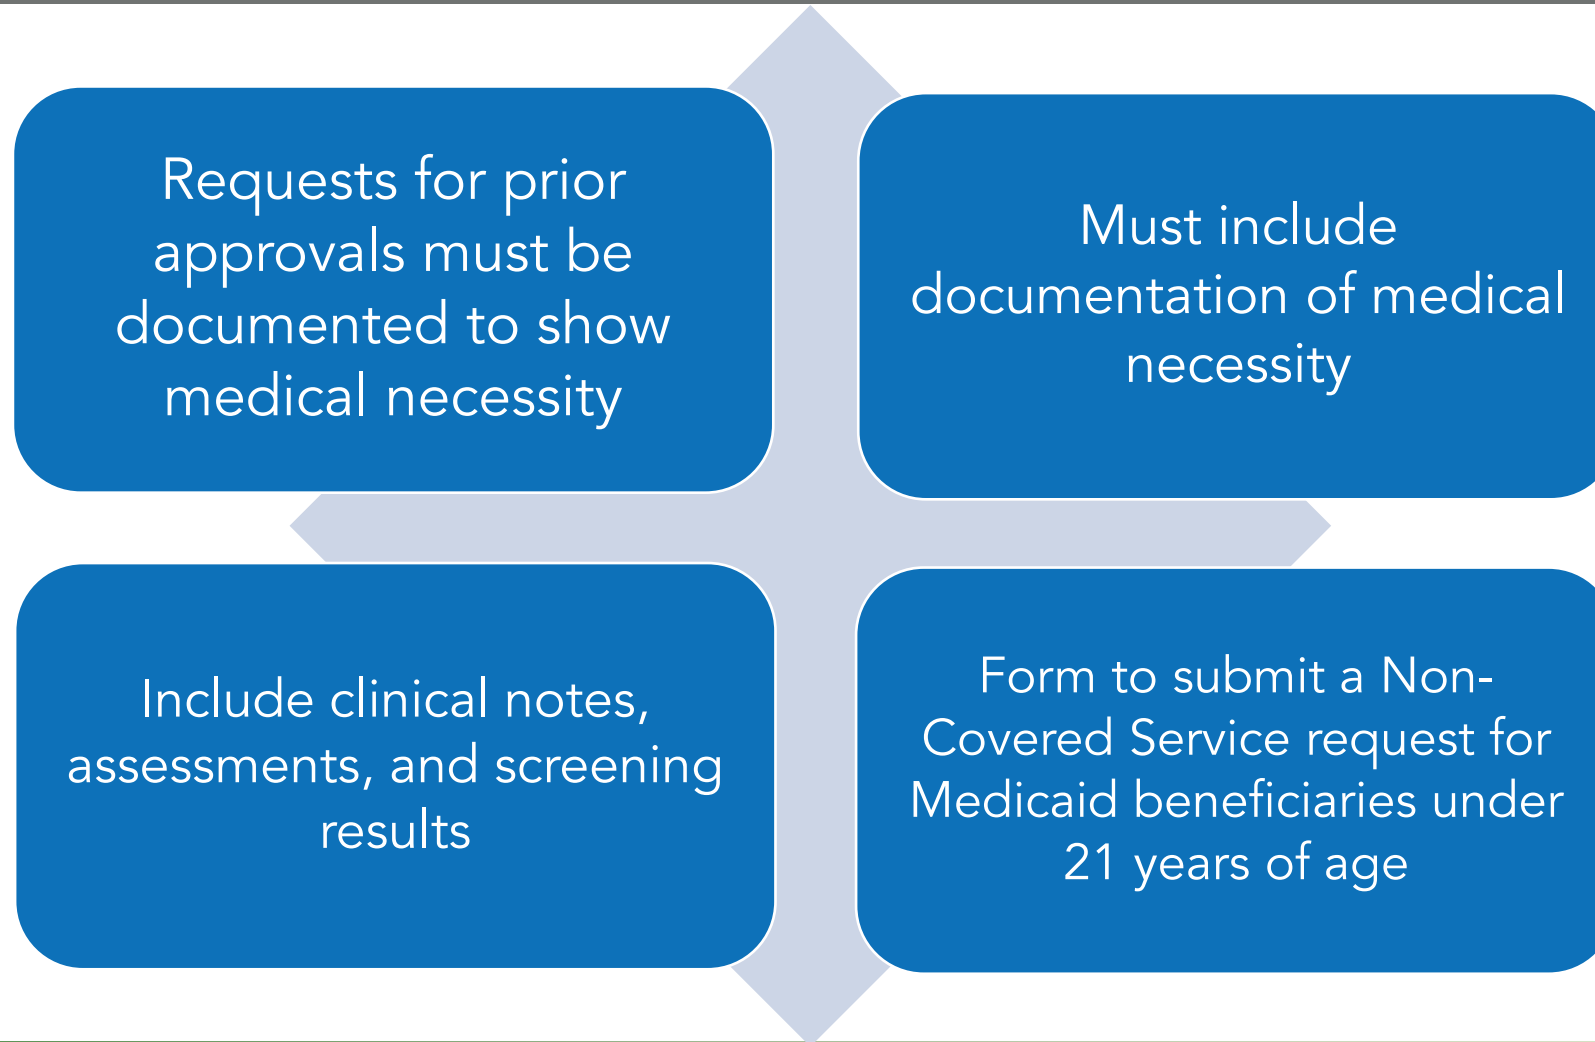 Requests for prior
approvals must be
documented to show
medical necessity
Must include
documentation of medical
necessity
Include clinical notes,
assessments, and screening
results
Form to submit a Non-
Covered Service request for
Medicaid beneficiaries under
21 years of age